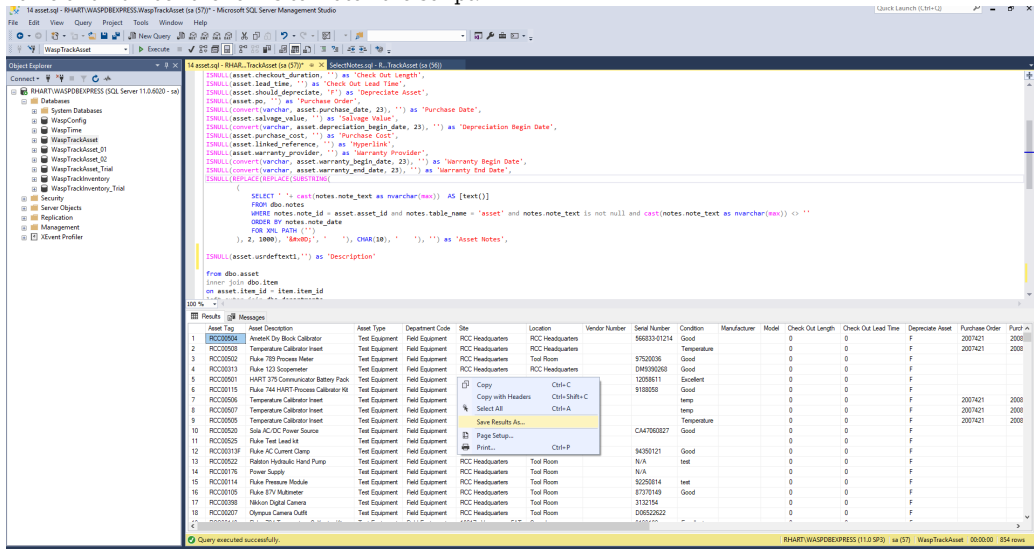 14 asset.sql - RHART\WASPDBEXPRESS.WaspTrackAsset (sa (57))* - Microsoft SQL Server Management Studio
Quick Launch (Ctrl+Q)
File Edit View Query Project Tools Window Help
New Query
WaspTrackAsset Execute
Object Explorer
14 asset.sql - RHAR...TrackAsset (sa (57))* SelectNotes.sql - R...TrackAsset (sa (56))
Connect
RHART\WASPDBEXPRESS (SQL Server 11.0.6020 - sa)
Databases
System Databases
WaspConfig
WaspTime
WaspTrackAsset
WaspTrackAsset_01
WaspTrackAsset_02
WaspTrackAsset_Trial
WaspTrackInventory
WaspTrackInventory_Trial
Security
Server Objects
Replication
Management
XEvent Profiler
ISNULL(asset.checkout_duration, '') as 'Check Out Length',
ISNULL(asset.lead_time, '') as 'Check Out Lead Time',
ISNULL(asset.should_depreciate, 'F') as 'Depreciate Asset',
ISNULL(asset.po, '') as 'Purchase Order',
ISNULL(convert(varchar, asset.purchase_date, 23), '') as 'Purchase Date',
ISNULL(asset.salvage_value, '') as 'Salvage Value',
ISNULL(convert(varchar, asset.depreciation_begin_date, 23), '') as 'Depreciation Begin Date',
ISNULL(asset.purchase_cost, '') as 'Purchase Cost',
ISNULL(asset.linked_reference, '') as 'Hyperlink',
ISNULL(asset.warranty_provider, '') as 'Warranty Provider',
ISNULL(convert(varchar, asset.warranty_begin_date, 23), '') as 'Warranty Begin Date',
ISNULL(convert(varchar, asset.warranty_end_date, 23), '') as 'Warranty End Date',
ISNULL(REPLACE(REPLACE(SUBSTRING(
(
SELECT ' '+ cast(notes.note_text as nvarchar(max)) AS [text()]
FROM dbo.notes
WHERE notes.note_id = asset.asset_id and notes.table_name = 'asset' and notes.note_text is not null and cast(notes.note_text as nvarchar(max)) <> ''
ORDER BY notes.note_date
FOR XML PATH ('')
), 2, 1000), '&#x0D;', ' '), CHAR(10), ' '), '') as 'Asset Notes',
ISNULL(asset.usrdeftext1,'') as 'Description'
from dbo.asset
inner join dbo.item
on asset.item_id = item.item_id
100 %
Results Messages
Asset Tag Asset Description Asset Type Department Code Site Location Vendor Number Serial Number Condition Manufacturer Model Check Out Length Check Out Lead Time Depreciate Asset Purchase Order
1 RCC00504 AmeteK Dry Block Calibrator Test Equipment Field Equipment RCC Headquarters RCC Headquarters 566833-01214 Good 0 0 F 2007421 2008
2 RCC00508 Temperature Calibrator Insert Test Equipment Field Equipment RCC Headquarters RCC Headquarters Temperature 0 0 F 2007421 2008
3 RCC00502 Fluke 789 Process Meter Test Equipment Field Equipment RCC Headquarters Tool Room 97520036 Good 0 0 F
4 RCC00313 Fluke 123 Scopemeter Test Equipment Field Equipment RCC Headquarters RCC Headquarters DM9390268 Good 0 0 F
5 RCC00501 HART 375 Communicator Battery Pack Test Equipment Field Equipment 12058611 Excellent 0 0 F
6 RCC00115 Fluke 744 HART-Process Calibrator Kit Test Equipment Field Equipment 9188058 Good 0 0 F
7 RCC00506 Temperature Calibrator Insert Test Equipment Field Equipment temp 0 0 F 2007421 2008
8 RCC00507 Temperature Calibrator Insert Test Equipment Field Equipment temp 0 0 F 2007421 2008
9 RCC00505 Temperature Calibrator Insert Test Equipment Field Equipment Temperature 0 0 F 2007421 2008
10 RCC00520 Sola AC/DC Power Source Test Equipment Field Equipment CA47060827 Good 0 0 F
11 RCC00525 Fluke Test Lead kit Test Equipment Field Equipment 0 0 F
12 RCC00313F Fluke AC Current Clamp Test Equipment Field Equipment 94350121 Good 0 0 F
13 RCC00522 Ralston Hydraulic Hand Pump Test Equipment Field Equipment RCC Headquarters Tool Room N/A test 0 0 F
14 RCC00176 Power Supply Test Equipment Field Equipment RCC Headquarters Tool Room N/A 0 0 F
15 RCC00114 Fluke Pressure Module Test Equipment Field Equipment RCC Headquarters Tool Room 92250814 test 0 0 F
16 RCC00105 Fluke 87V Multimeter Test Equipment Field Equipment RCC Headquarters Tool Room 87370149 Good 0 0 F
17 RCC00398 Nikkon Digital Camera Test Equipment Field Equipment RCC Headquarters Tool Room 3132154 0 0 F
18 RCC00207 Olympus Camera Outfit Test Equipment Field Equipment RCC Headquarters Tool Room D06522622 0 0 F
Copy Ctrl+C
Copy with Headers Ctrl+Shift+C
Select All Ctrl+A
Save Results As...
Page Setup...
Print... Ctrl+P
Query executed successfully. RHART\WASPDBEXPRESS (11.0 SP3) sa (57) WaspTrackAsset 00:00:00 854 rows